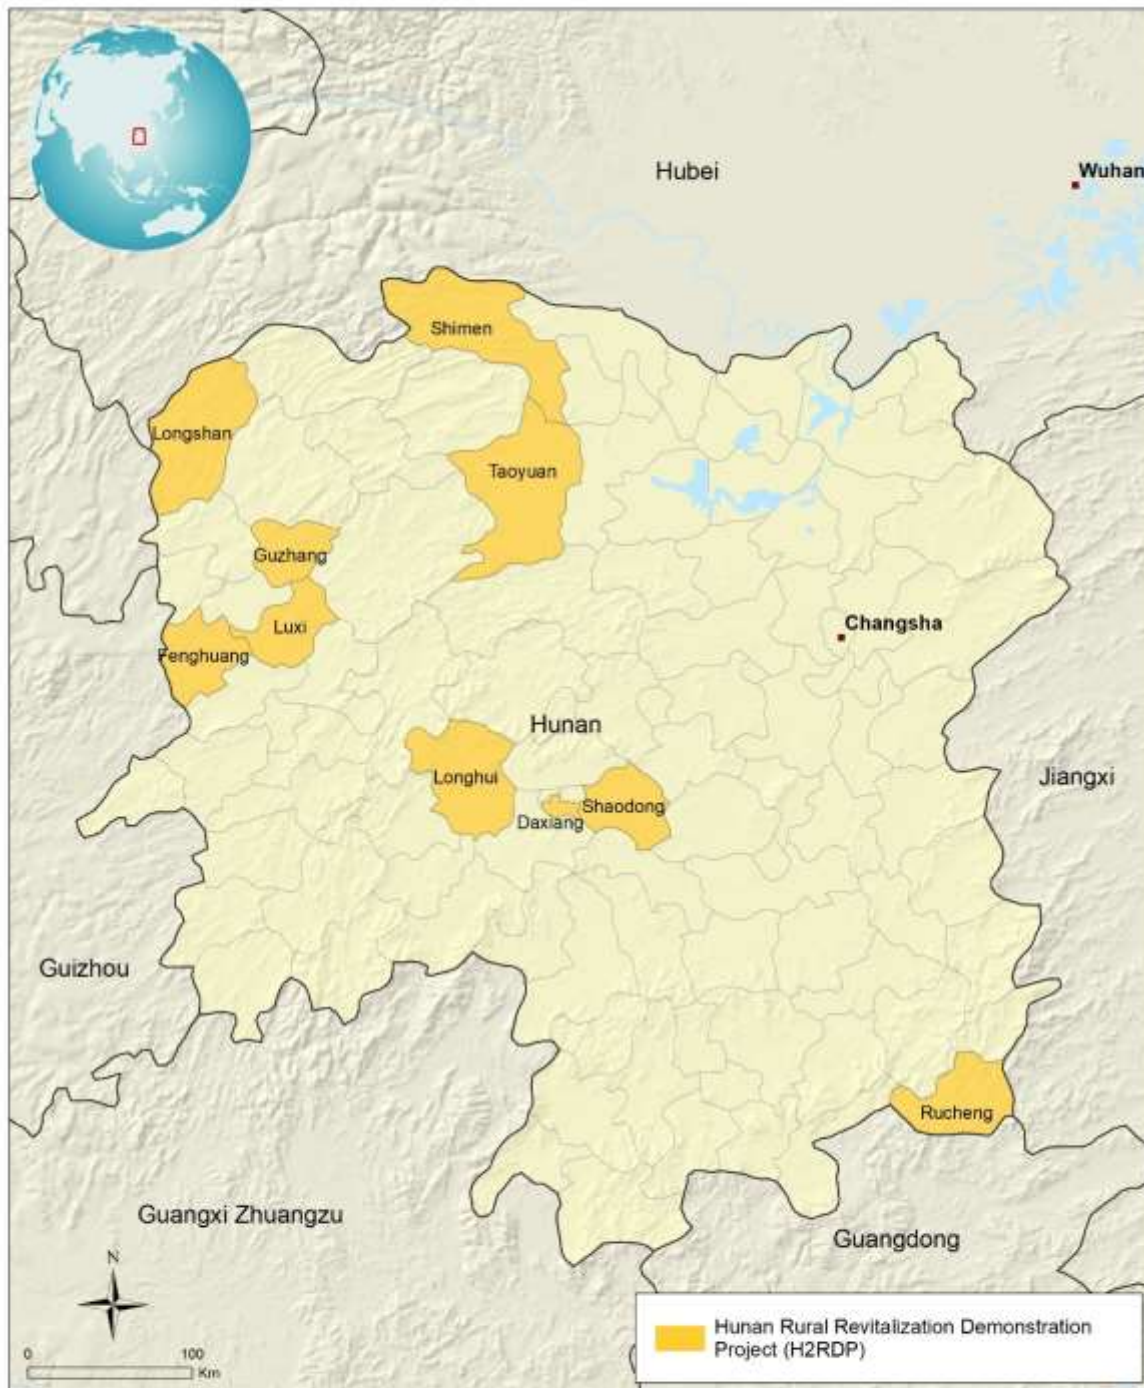 Hubei
Wuhan
Shimen
Longshan
Taoyuan
Guzhang
Luxi
Changsha
Fenghuang
Hunan
Longhui
Jiangxi
Shaodong
Daxiang
Guizhou
Rucheng
Guangxi Zhuangzu
Guangdong
N
Hunan Rural Revitalization Demonstration
Project (H2RDP)
0 100
Km